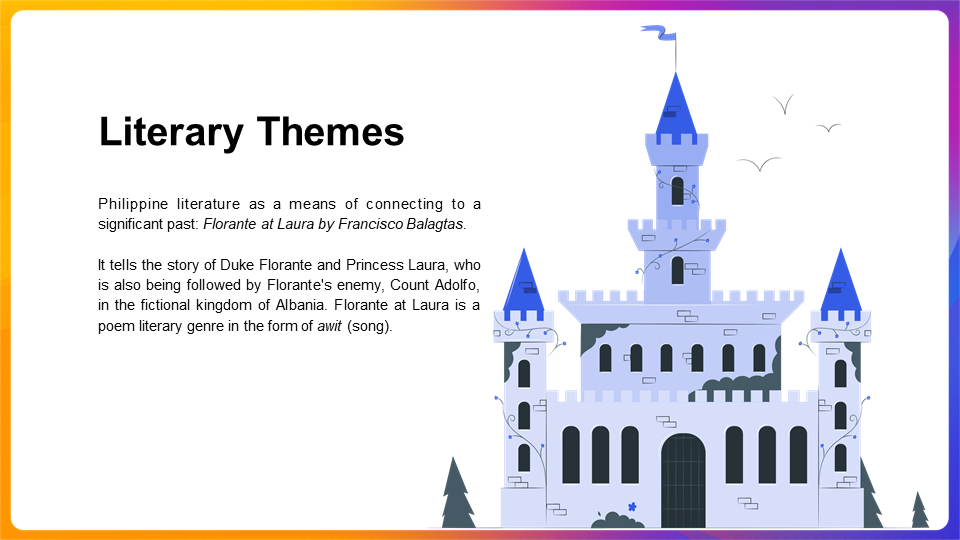 Literary Themes
Philippine literature as a means of connecting to a
significant past: Florante at Laura by Francisco Balagtas.
It tells the story of Duke Florante and Princess Laura, who
is also being followed by Florante's enemy, Count Adolfo,
in the fictional kingdom of Albania. Florante at Laura is a
poem literary genre in the form of awit (song).